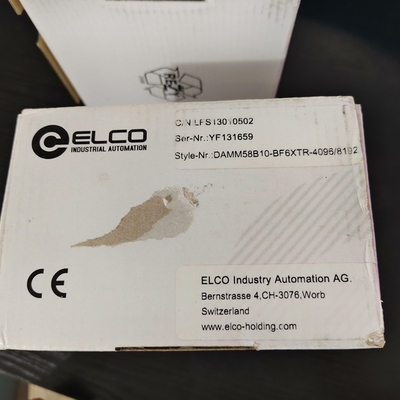 ELCO
INDUSTRIAL AUTOMATION
C/N:LFS13010502
Ser-Nr.:YF131659
Style-Nr.:DAMM58B10-BF6XTR-4096/8192
CE
ELCO Industry Automation AG.
Bernstrasse 4,CH-3076,Worb
Switzerland
www.elco-holding.com